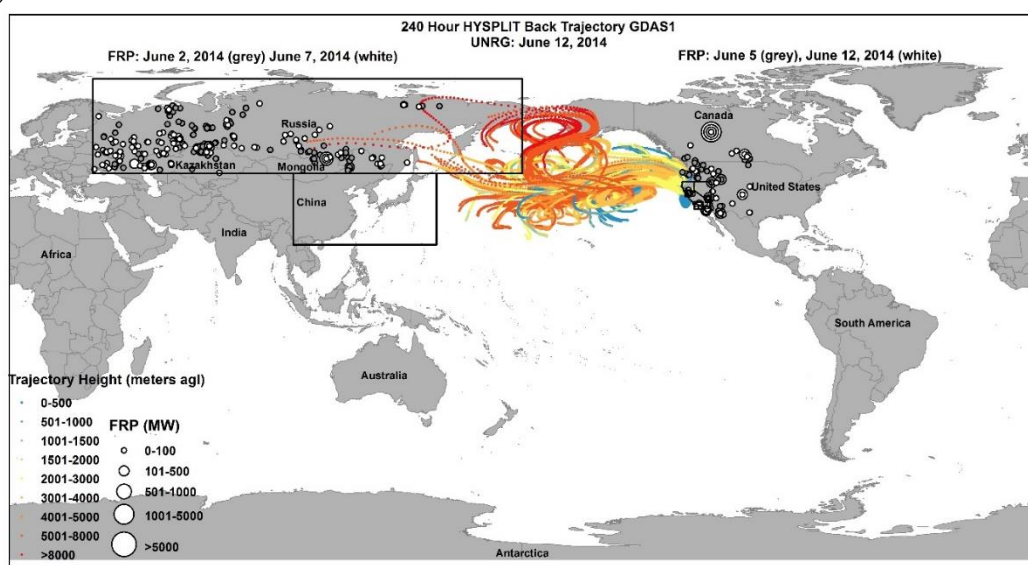 240 Hour HYSPLIT Back Trajectory GDAS1
UNRG: June 12, 2014
FRP: June 2, 2014 (grey) June 7, 2014 (white)
FRP: June 5 (grey), June 12, 2014 (white)
Canada
Russia
Kazakhstan
Mongolia
United States
China
India
Africa
South America
Australia
Trajectory Height (meters agl)
0-500
501-1000
1001-1500
1501-2000
2001-3000
3001-4000
4001-5000
5001-8000
>8000
FRP (MW)
0-100
101-500
501-1000
1001-5000
>5000
Antarctica